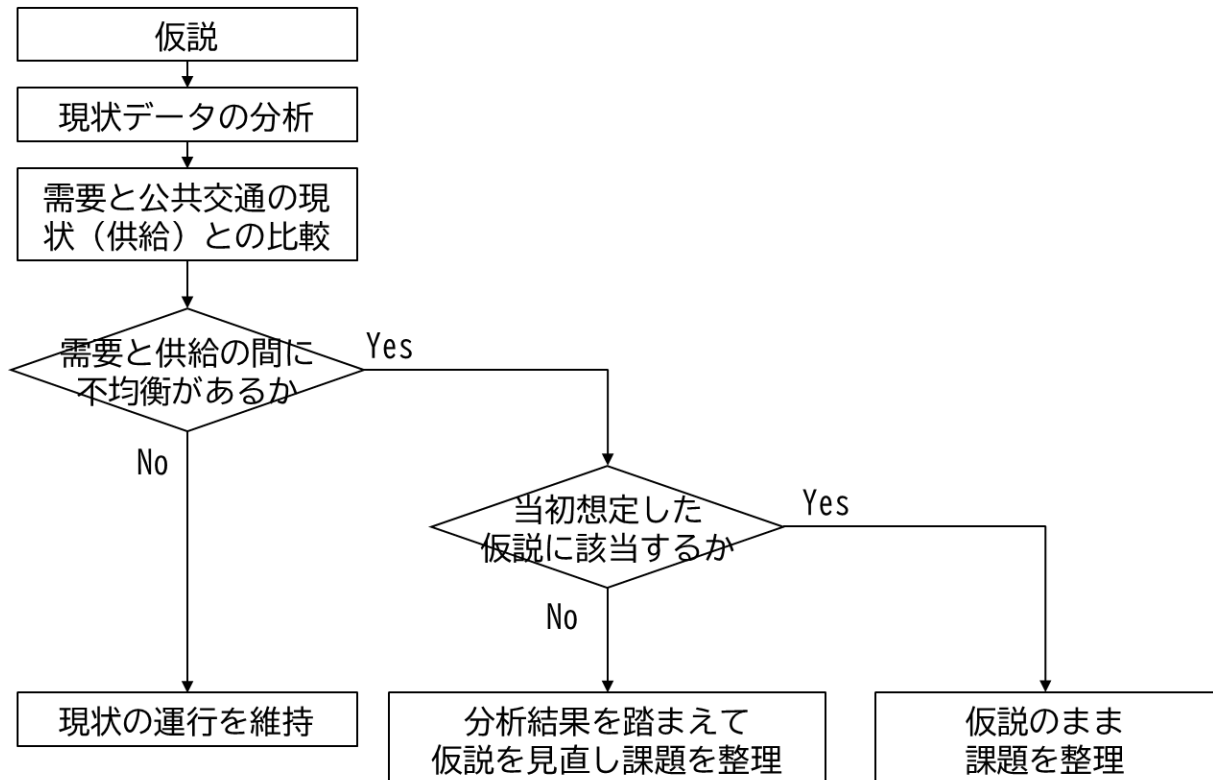 仮説
現状データの分析
需要と公共交通の現
状（供給）との比較
需要と供給の間に
不均衡があるか
Yes
No
当初想定した
仮説に該当するか
Yes
No
現状の運行を維持
分析結果を踏まえて
仮説を見直し課題を整理
仮説のまま
課題を整理